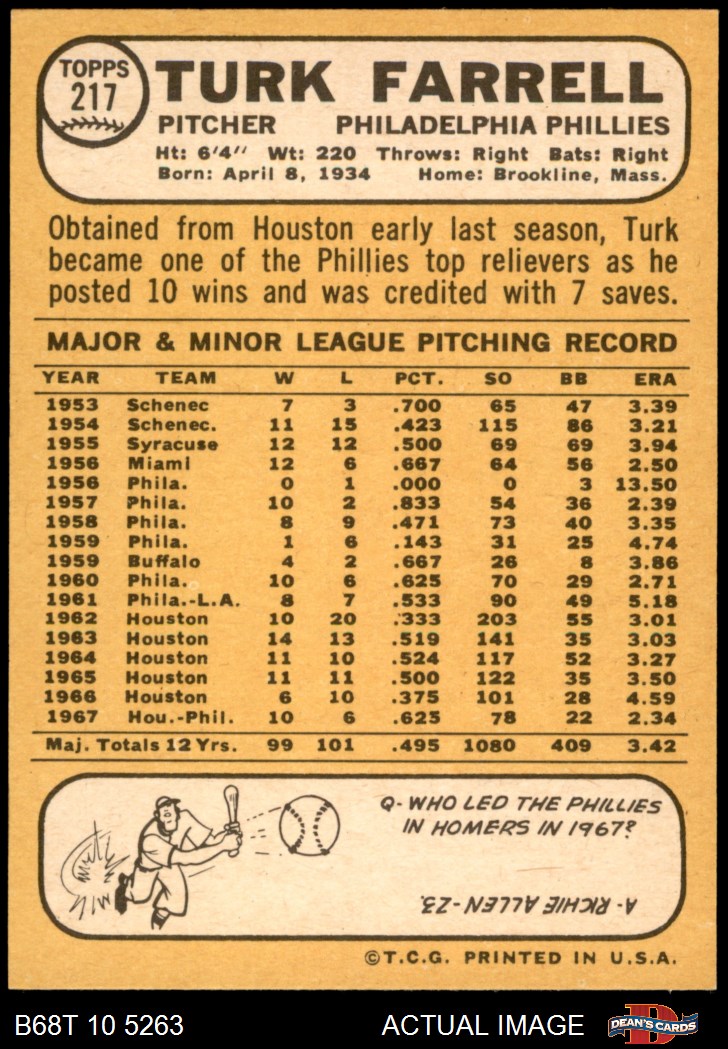 TOPPS
217
TURK FARRELL
PITCHER PHILADELPHIA PHILLIES
Ht: 6'4" Wt: 220 Throws: Right Bats: Right
Born: April 8, 1934 Home: Brookline, Mass.
Obtained from Houston early last season, Turk
became one of the Phillies top relievers as he
posted 10 wins and was credited with 7 saves.
MAJOR & MINOR LEAGUE PITCHING RECORD
YEAR TEAM W L PCT. SO BB ERA
1953 Schenec 7 3 .700 65 47 3.39
1954 Schenec. 11 15 .423 115 86 3.21
1955 Syracuse 12 12 .500 69 69 3.94
1956 Miami 12 6 .667 64 56 2.50
1956 Phila. 0 1 .000 0 3 13.50
1957 Phila. 10 2 .833 54 36 2.39
1958 Phila. 8 9 .471 73 40 3.35
1959 Phila. 1 6 .143 31 25 4.74
1959 Buffalo 4 2 .667 26 8 3.86
1960 Phila. 10 6 .625 70 29 2.71
1961 Phila.-L.A. 8 7 .533 90 49 5.18
1962 Houston 10 20 .333 203 55 3.01
1963 Houston 14 13 .519 141 35 3.03
1964 Houston 11 10 .524 117 52 3.27
1965 Houston 11 11 .500 122 35 3.50
1966 Houston 6 10 .375 101 28 4.59
1967 Hou.-Phil. 10 6 .625 78 22 2.34
Maj. Totals 12 Yrs. 99 101 .495 1080 409 3.42
Q- WHO LED THE PHILLIES
IN HOMERS IN 1967?
A- RICHIE ALLEN-23.
©T.C.G. PRINTED IN U.S.A.
B68T 10 5263 ACTUAL IMAGE DEAN'S CARDS